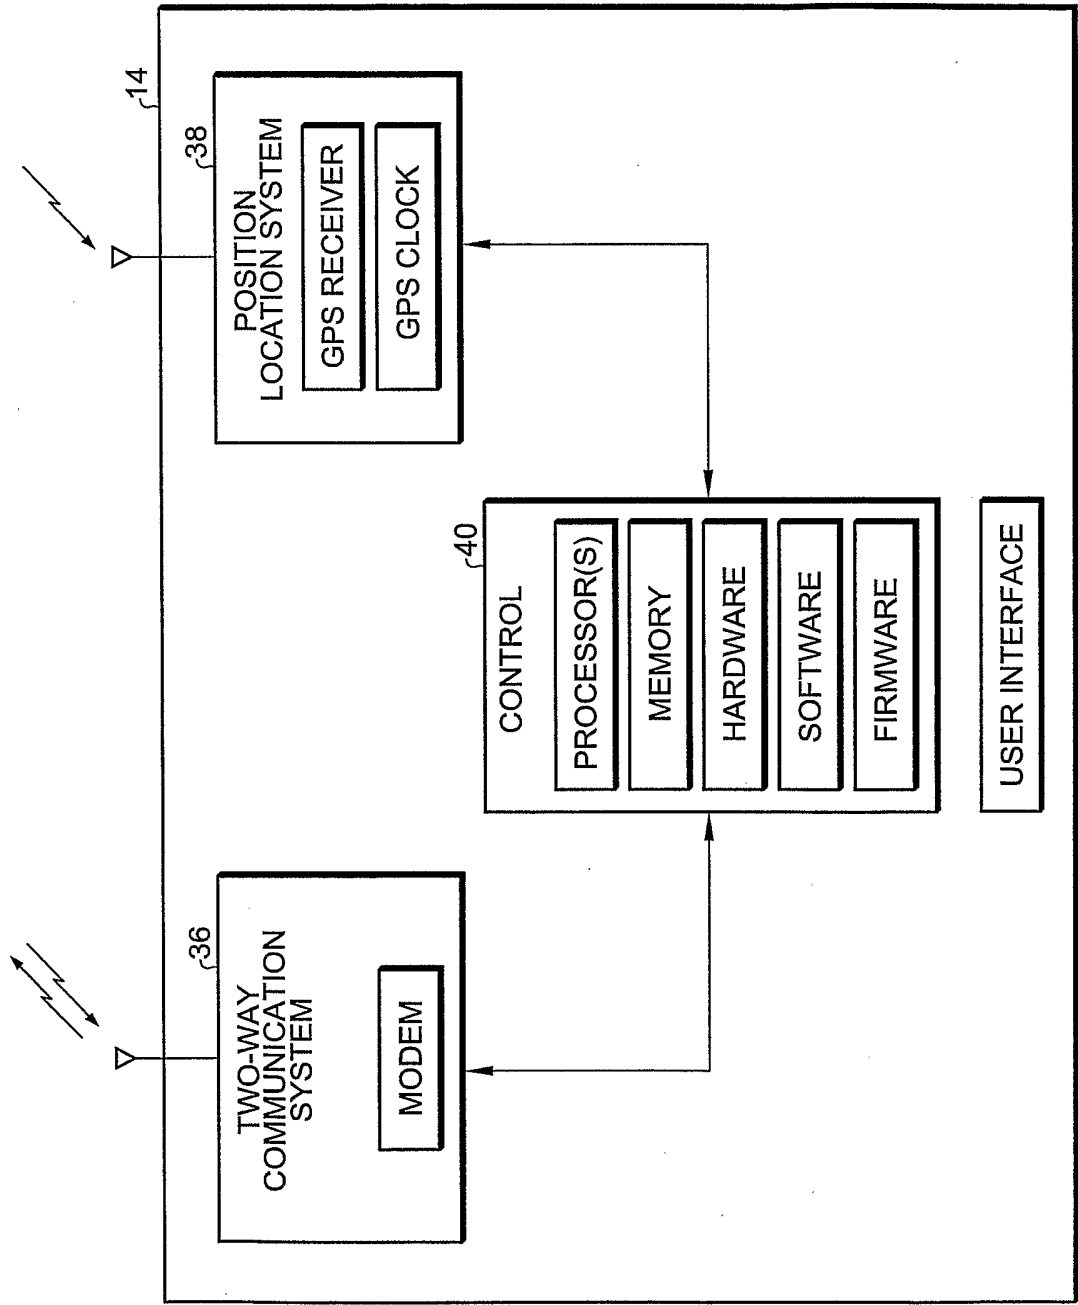 14
36
TWO-WAY
COMMUNICATION
SYSTEM
MODEM
38
POSITION
LOCATION SYSTEM
GPS RECEIVER
GPS CLOCK
40
CONTROL
PROCESSOR(S)
MEMORY
HARDWARE
SOFTWARE
FIRMWARE
USER INTERFACE